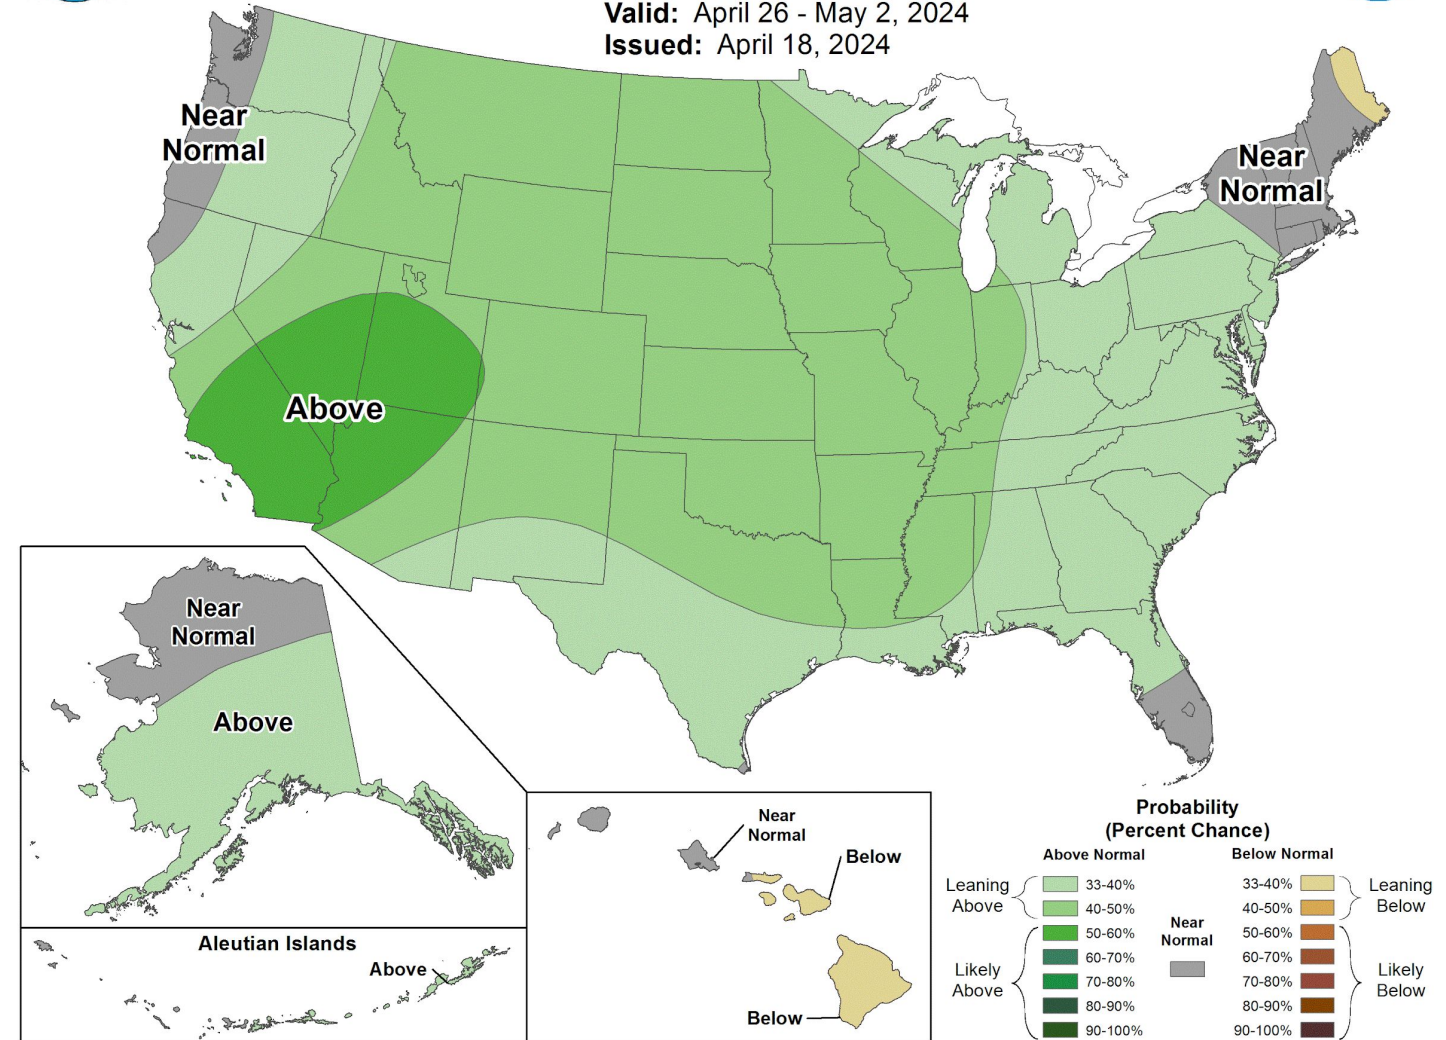 Valid: April 26 - May 2, 2024
Issued: April 18, 2024
Near
Normal
Near
Normal
Above
Near
Normal
Above
Aleutian Islands
Above
Near
Normal
Below
Below
Probability
(Percent Chance)
Above Normal
Below Normal
Leaning
Above
33-40%
40-50%
Likely
Above
50-60%
60-70%
70-80%
80-90%
90-100%
Near
Normal
33-40%
40-50%
Leaning
Below
50-60%
60-70%
70-80%
80-90%
90-100%
Likely
Below